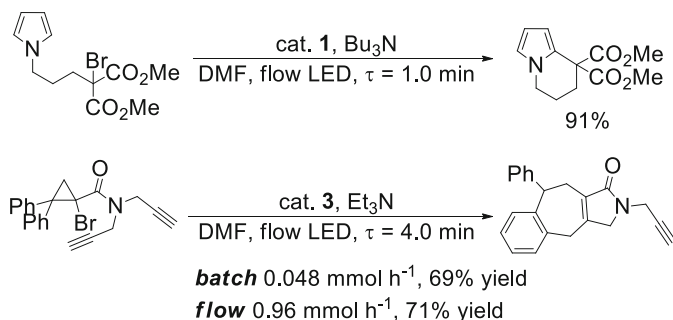 N
Br
CO₂Me
CO₂Me
cat. 1, Bu₃N
DMF, flow LED, τ = 1.0 min
N
CO₂Me
CO₂Me
91%
Ph
Ph
Br
O
N
cat. 3, Et₃N
DMF, flow LED, τ = 4.0 min
Ph
O
N
batch 0.048 mmol h⁻¹, 69% yield
flow 0.96 mmol h⁻¹, 71% yield